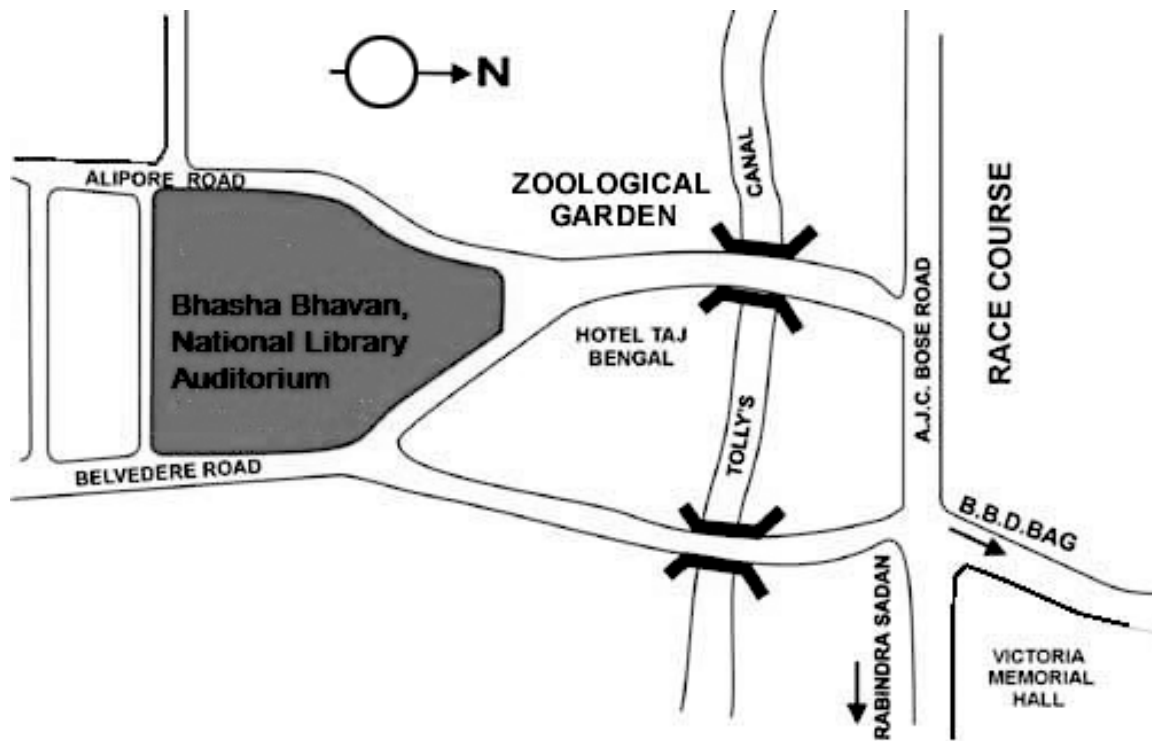 N
ALIPORE ROAD
ZOOLOGICAL
GARDEN
CANAL
Bhasha Bhavan,
National Library
Auditorium
HOTEL TAJ
BENGAL
TOLLY'S
A.J.C. BOSE ROAD
RACE COURSE
BELVEDERE ROAD
B.B.D.BAG
RABINDRA SADAN
VICTORIA
MEMORIAL
HALL